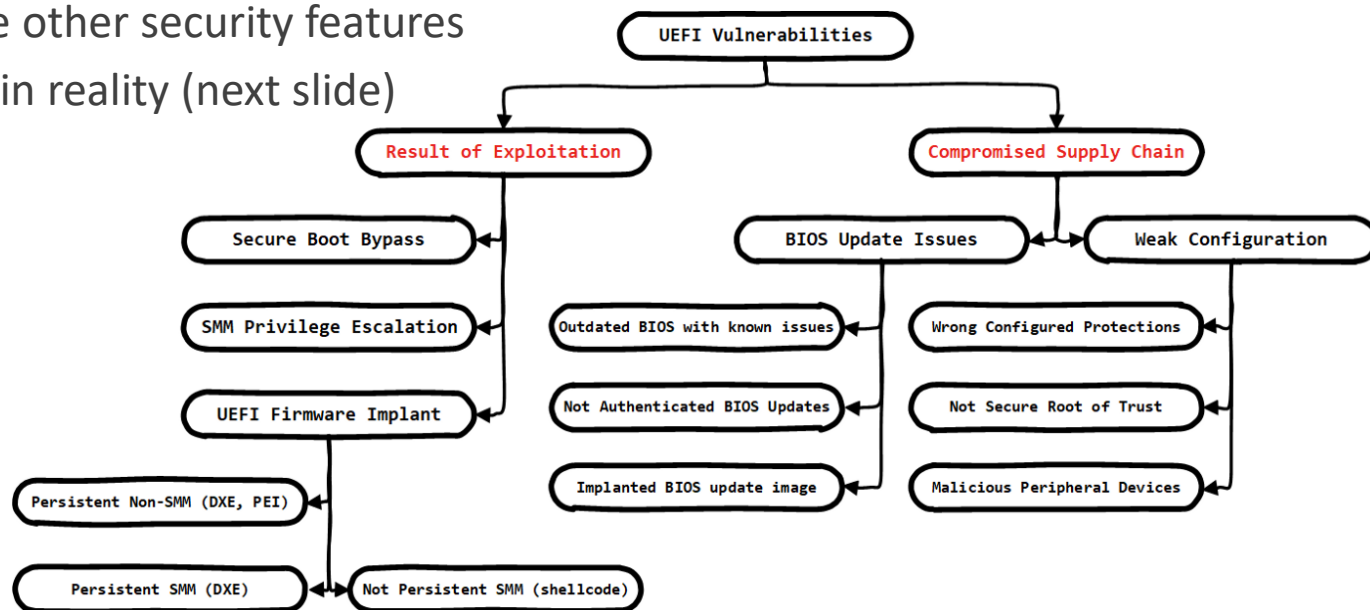 e other security features
in reality (next slide)
UEFI Vulnerabilities
Result of Exploitation
Compromised Supply Chain
Secure Boot Bypass
BIOS Update Issues
Weak Configuration
SMM Privilege Escalation
Outdated BIOS with known issues
Wrong Configured Protections
UEFI Firmware Implant
Not Authenticated BIOS Updates
Not Secure Root of Trust
Persistent Non-SMM (DXE, PEI)
Implanted BIOS update image
Malicious Peripheral Devices
Persistent SMM (DXE)
Not Persistent SMM (shellcode)